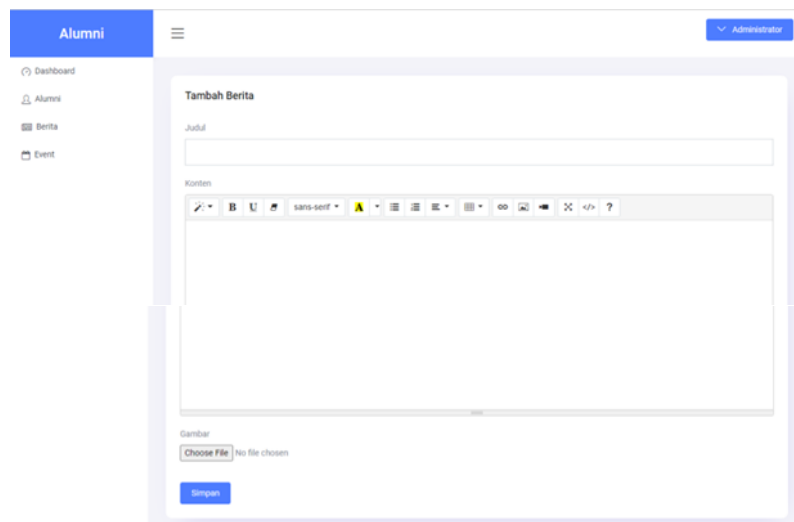 Alumni
Administrator
Dashboard
Alumni
Berita
Event
Tambah Berita
Judul
Konten
B U sans-serif A </> ?
Gambar
Choose File No file chosen
Simpan